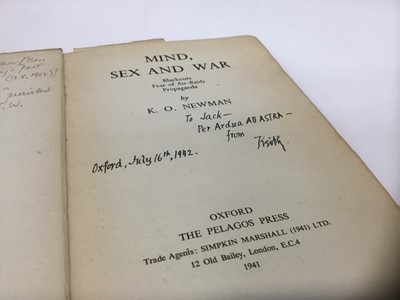 MIND,
SEX AND WAR
Blackouts
Fear of Air-Raids
Propaganda
by
K. O. NEWMAN
To Jack—
Per Ardua AD ASTRA—
from
Oxford, July 16th, 1942.
OXFORD
THE PELAGOS PRESS
Trade Agents: SIMPKIN MARSHALL (1941) LTD.
12 Old Bailey, London, E.C.4
1941